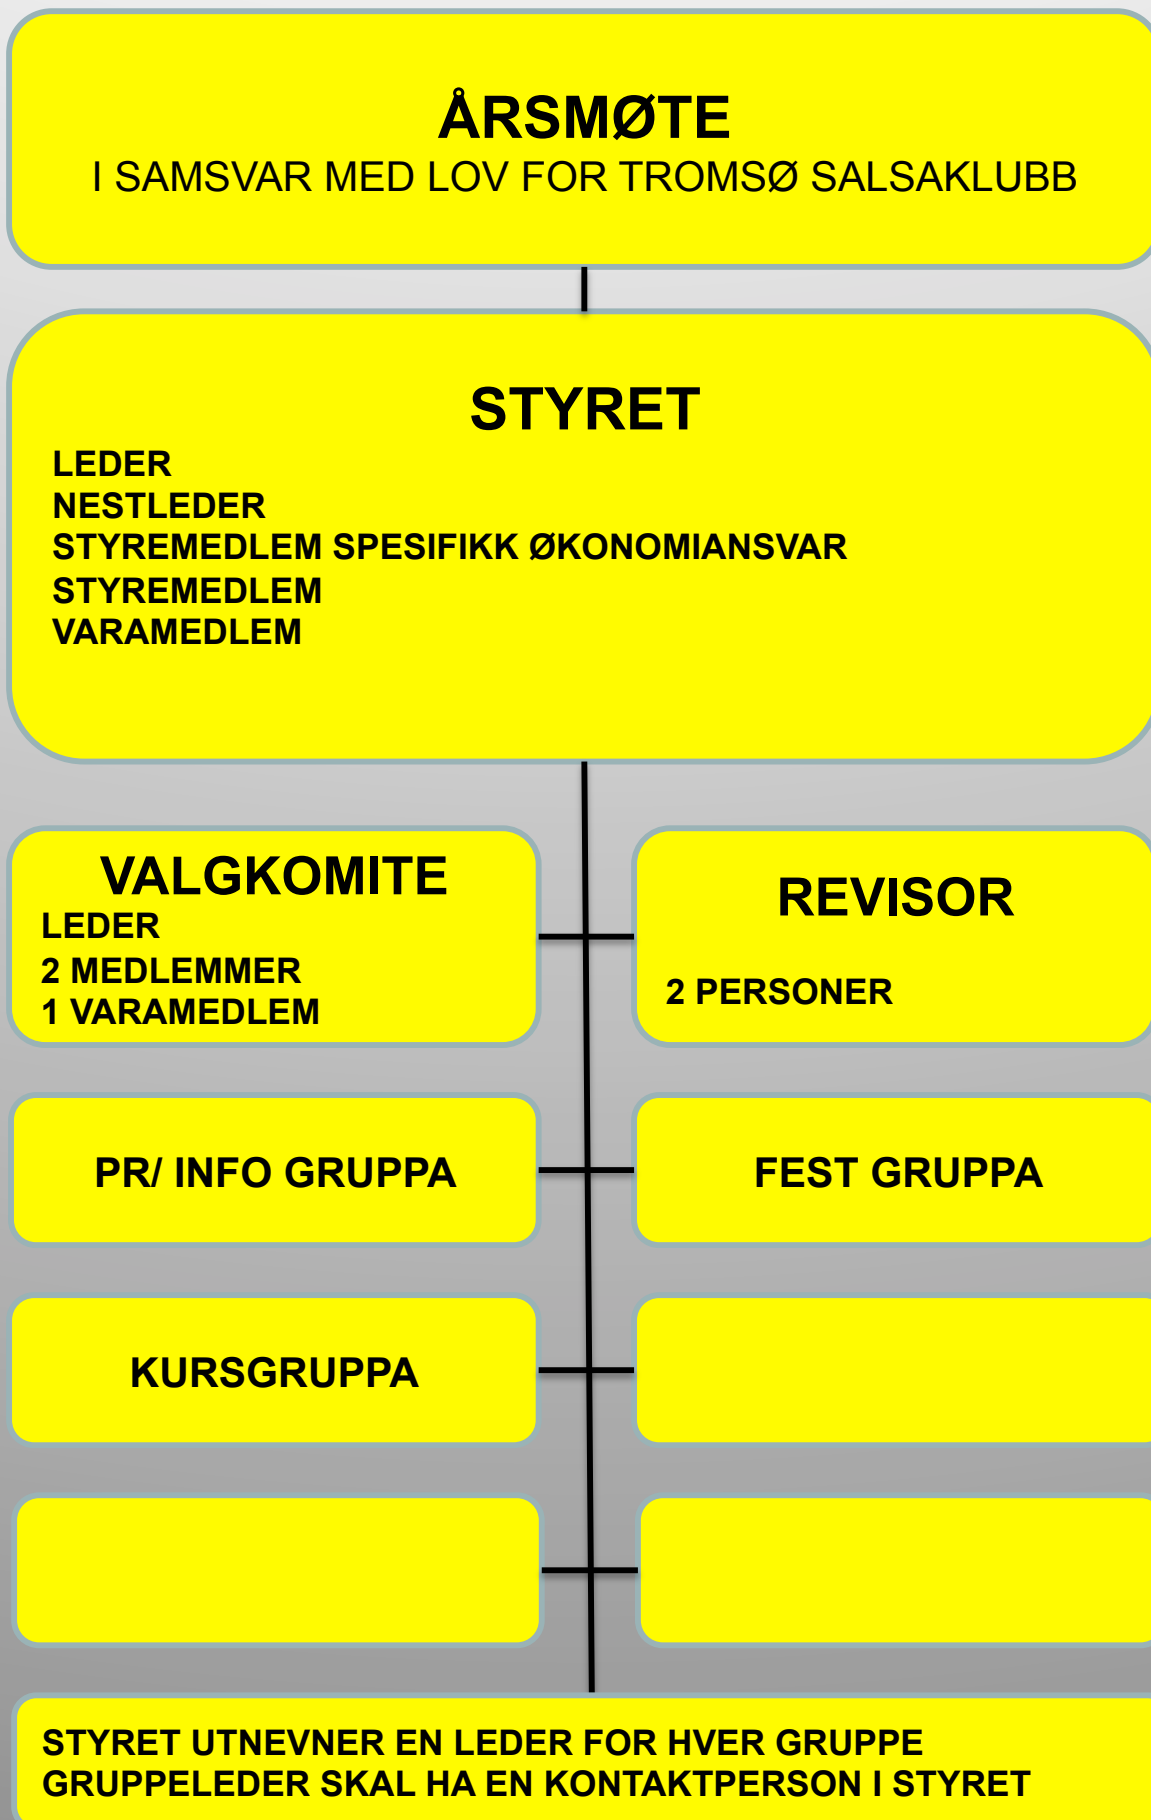 ÅRSMØTE
I SAMSVAR MED LOV FOR TROMSØ SALSAKLUBB
STYRET
LEDER
NESTLEDER
STYREMEDLEM SPESIFIKK ØKONOMIANSVAR
STYREMEDLEM
VARAMEDLEM
VALGKOMITE
LEDER
2 MEDLEMMER
1 VARAMEDLEM
REVISOR
2 PERSONER
PR/ INFO GRUPPA
FEST GRUPPA
KURSGRUPPA
STYRET UTNEVNER EN LEDER FOR HVER GRUPPE
GRUPPELEDER SKAL HA EN KONTAKTPERSON I STYRET